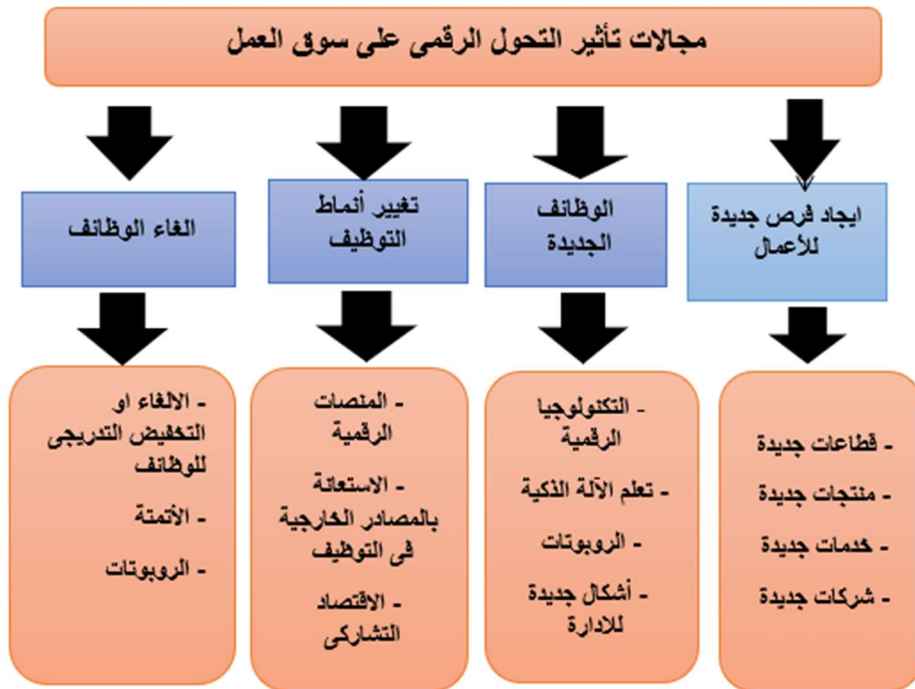 مجالات تأثير التحول الرقمى على سوق العمل
ايجاد فرص جديدة
للأعمال
الوظائف
الجديدة
تغيير أنماط
التوظيف
الغاء الوظائف
- قطاعات جديدة
- منتجات جديدة
- خدمات جديدة
- شركات جديدة
- التكنولوجيا
الرقمية
- تعلم الآلة الذكية
- الروبوتات
- أشكال جديدة
للادارة
- المنصات
الرقمية
- الاستعانة
بالمصادر الخارجية
فى التوظيف
- الاقتصاد
التشاركى
- الالغاء او
التخفيض التدريجى
للوظائف
- الأتمتة
- الروبوتات